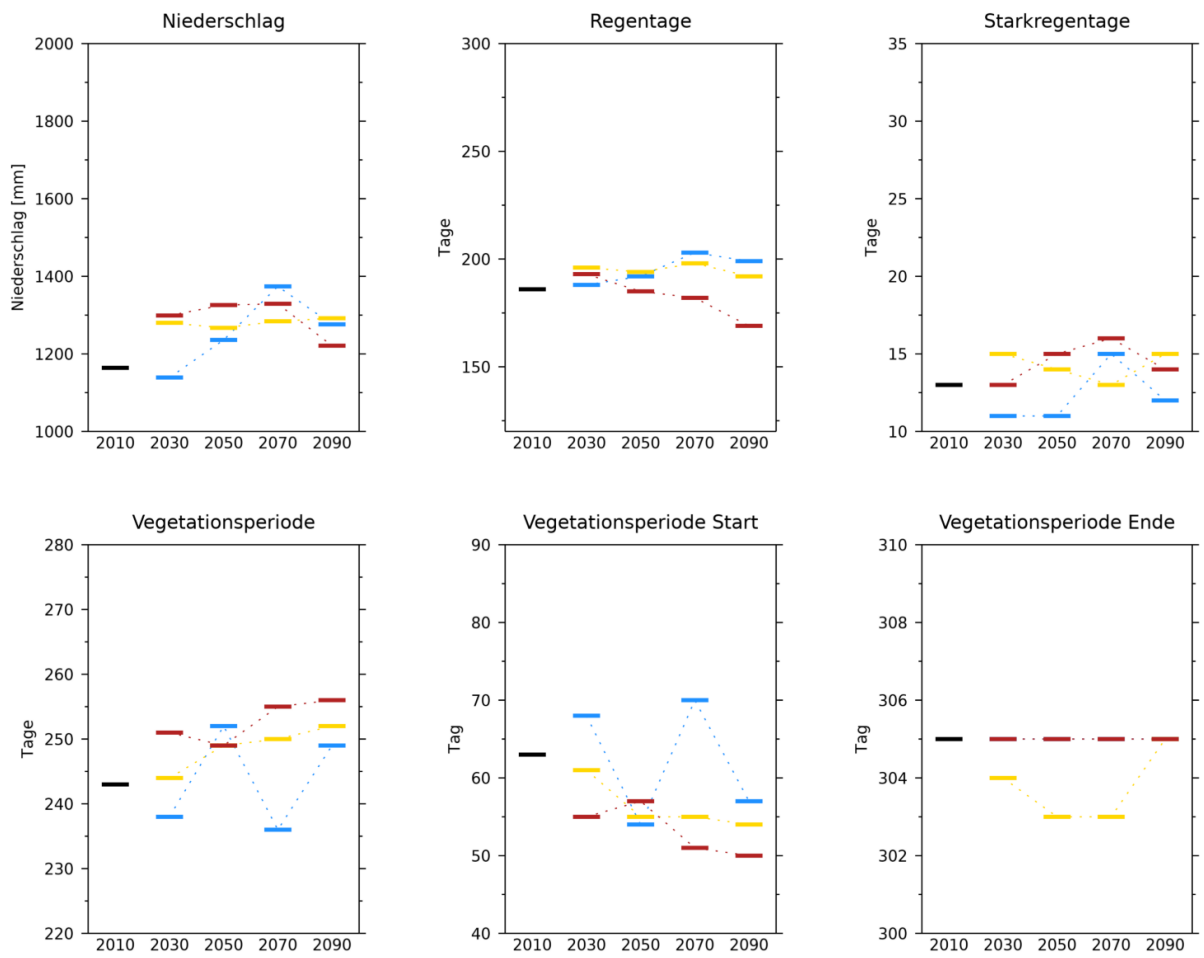 Niederschlag
Regentage
Starkregentage
2000
1800
1600
1400
1200
1000
Niederschlag [mm]
2010 2030 2050 2070 2090
300
250
200
150
Tage
2010 2030 2050 2070 2090
35
30
25
20
15
10
Tage
2010 2030 2050 2070 2090
Vegetationsperiode
Vegetationsperiode Start
Vegetationsperiode Ende
280
270
260
250
240
230
220
Tage
2010 2030 2050 2070 2090
90
80
70
60
50
40
Tag
2010 2030 2050 2070 2090
310
308
306
304
302
300
Tag
2010 2030 2050 2070 2090